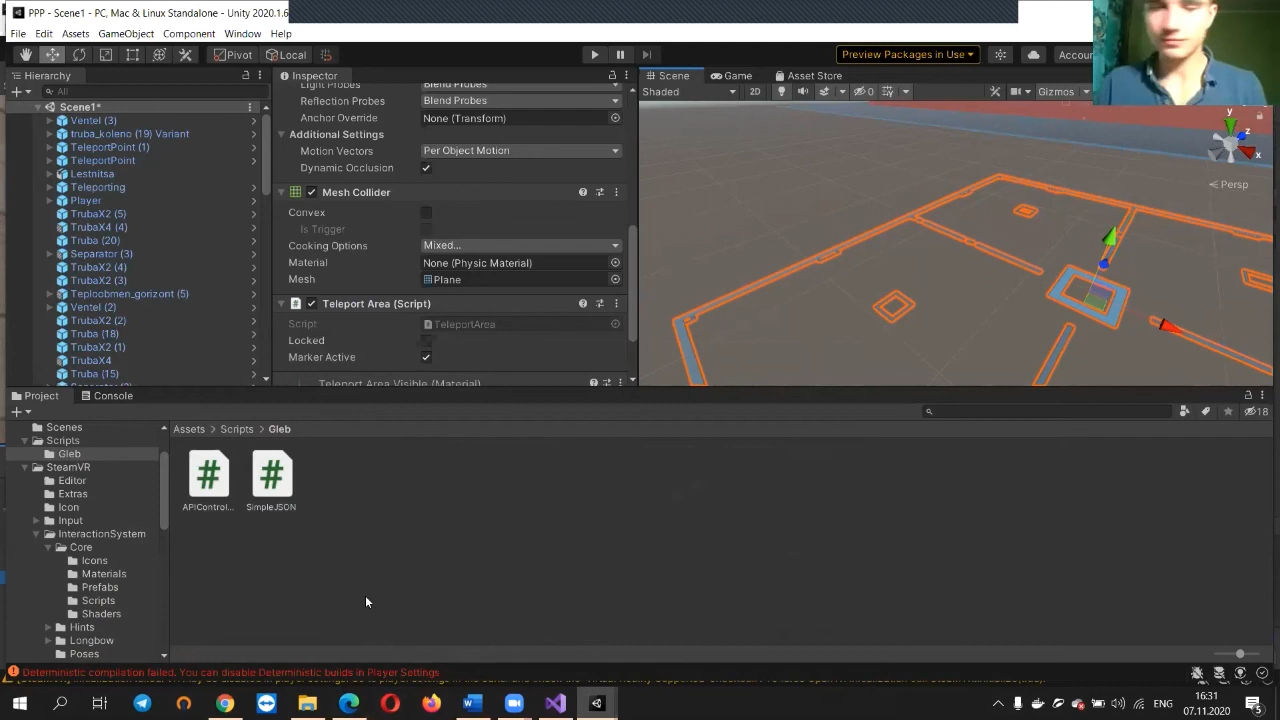 PPP - Scene1 - PC, Mac & Linux Standalone - Unity 2020.1.6
File Edit Assets GameObject Component Window Help
Pivot Local Preview Packages in Use Accou
Hierarchy
All
Scene1*
Ventel (3)
truba_koleno (19) Variant
TeleportPoint (1)
TeleportPoint
Lestnitsa
Teleporting
Player
TrubaX2 (5)
TrubaX4 (4)
Truba (20)
Separator (3)
TrubaX2 (4)
TrubaX2 (3)
Teploobmen_gorizont (5)
Ventel (2)
TrubaX2 (2)
Truba (18)
TrubaX2 (1)
TrubaX4
Truba (15)
Inspector
Light Probes Blend Probes
Reflection Probes Blend Probes
Anchor Override None (Transform)
Additional Settings
Motion Vectors Per Object Motion
Dynamic Occlusion
Mesh Collider
Convex
Is Trigger
Cooking Options Mixed...
Material None (Physic Material)
Mesh Plane
Teleport Area (Script)
Script TeleportArea
Locked
Marker Active
Teleport Area Visible (Material)
Scene Game Asset Store
Shaded 2D 0 Gizmos
y
z
x
Persp
Project Console
18
Scenes
Scripts
Gleb
SteamVR
Editor
Extras
Icon
Input
InteractionSystem
Core
Icons
Materials
Prefabs
Scripts
Shaders
Hints
Longbow
Poses
Assets > Scripts > Gleb
APIControl... SimpleJSON
Deterministic compilation failed. You can disable Deterministic builds in Player Settings
ENG
16:31
07.11.2020
5